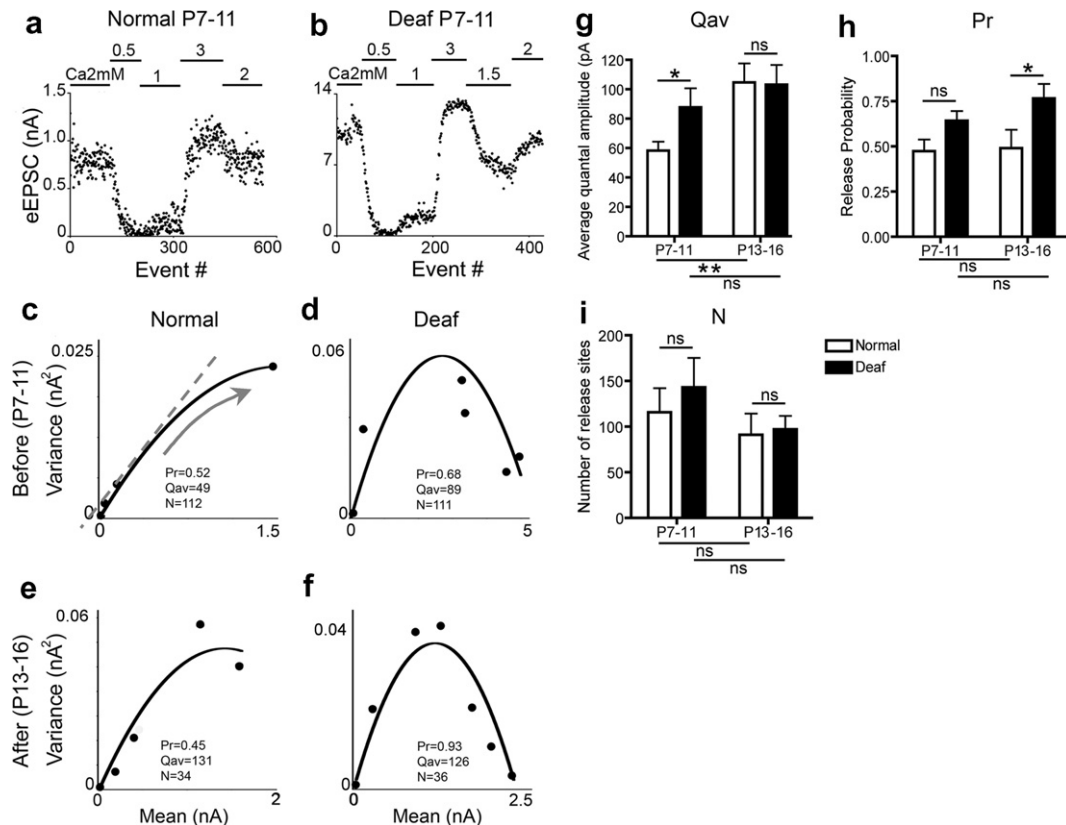 a
Normal P7-11
0.5
3
Ca2mM
1
2
1.5
1.0
0.5
0
eEPSC (nA)
0
300
600
Event #
b
Deaf P7-11
0.5
3
2
1
1.5
14
7
0
0
200
400
Event #
Before (P7-11)
Variance (nA²)
c
Normal
0.025
0
Pr=0.52
Qav=49
N=112
0
1.5
d
Deaf
0.06
0
Pr=0.68
Qav=89
N=111
0
5
After (P13-16)
Variance (nA²)
e
0.06
0
Pr=0.45
Qav=131
N=34
0
2
Mean (nA)
f
0.04
0
Pr=0.93
Qav=126
N=36
0
2.5
Mean (nA)
g
Qav
Average quantal amplitude (pA
120
100
80
60
40
20
0
*
ns
P7-11
P13-16
**
ns
h
Pr
Release Probability
1.00
0.75
0.50
0.25
0.00
ns
*
P7-11
P13-16
ns
ns
i
N
Number of release sites
200
150
100
50
0
ns
ns
P7-11
P13-16
ns
ns
Normal
Deaf